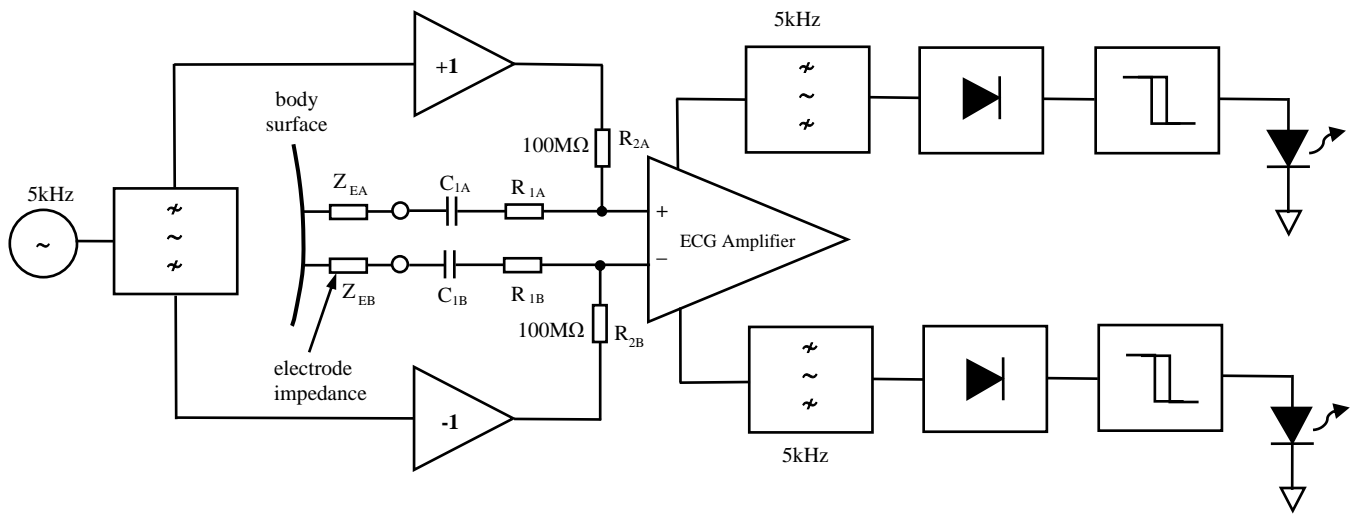 5kHz
+1
body
surface
100MΩ
R2A
5kHz
ZEA
C1A
R1A
+
ECG Amplifier
−
ZEB
C1B
R1B
100MΩ
R2B
electrode
impedance
-1
5kHz